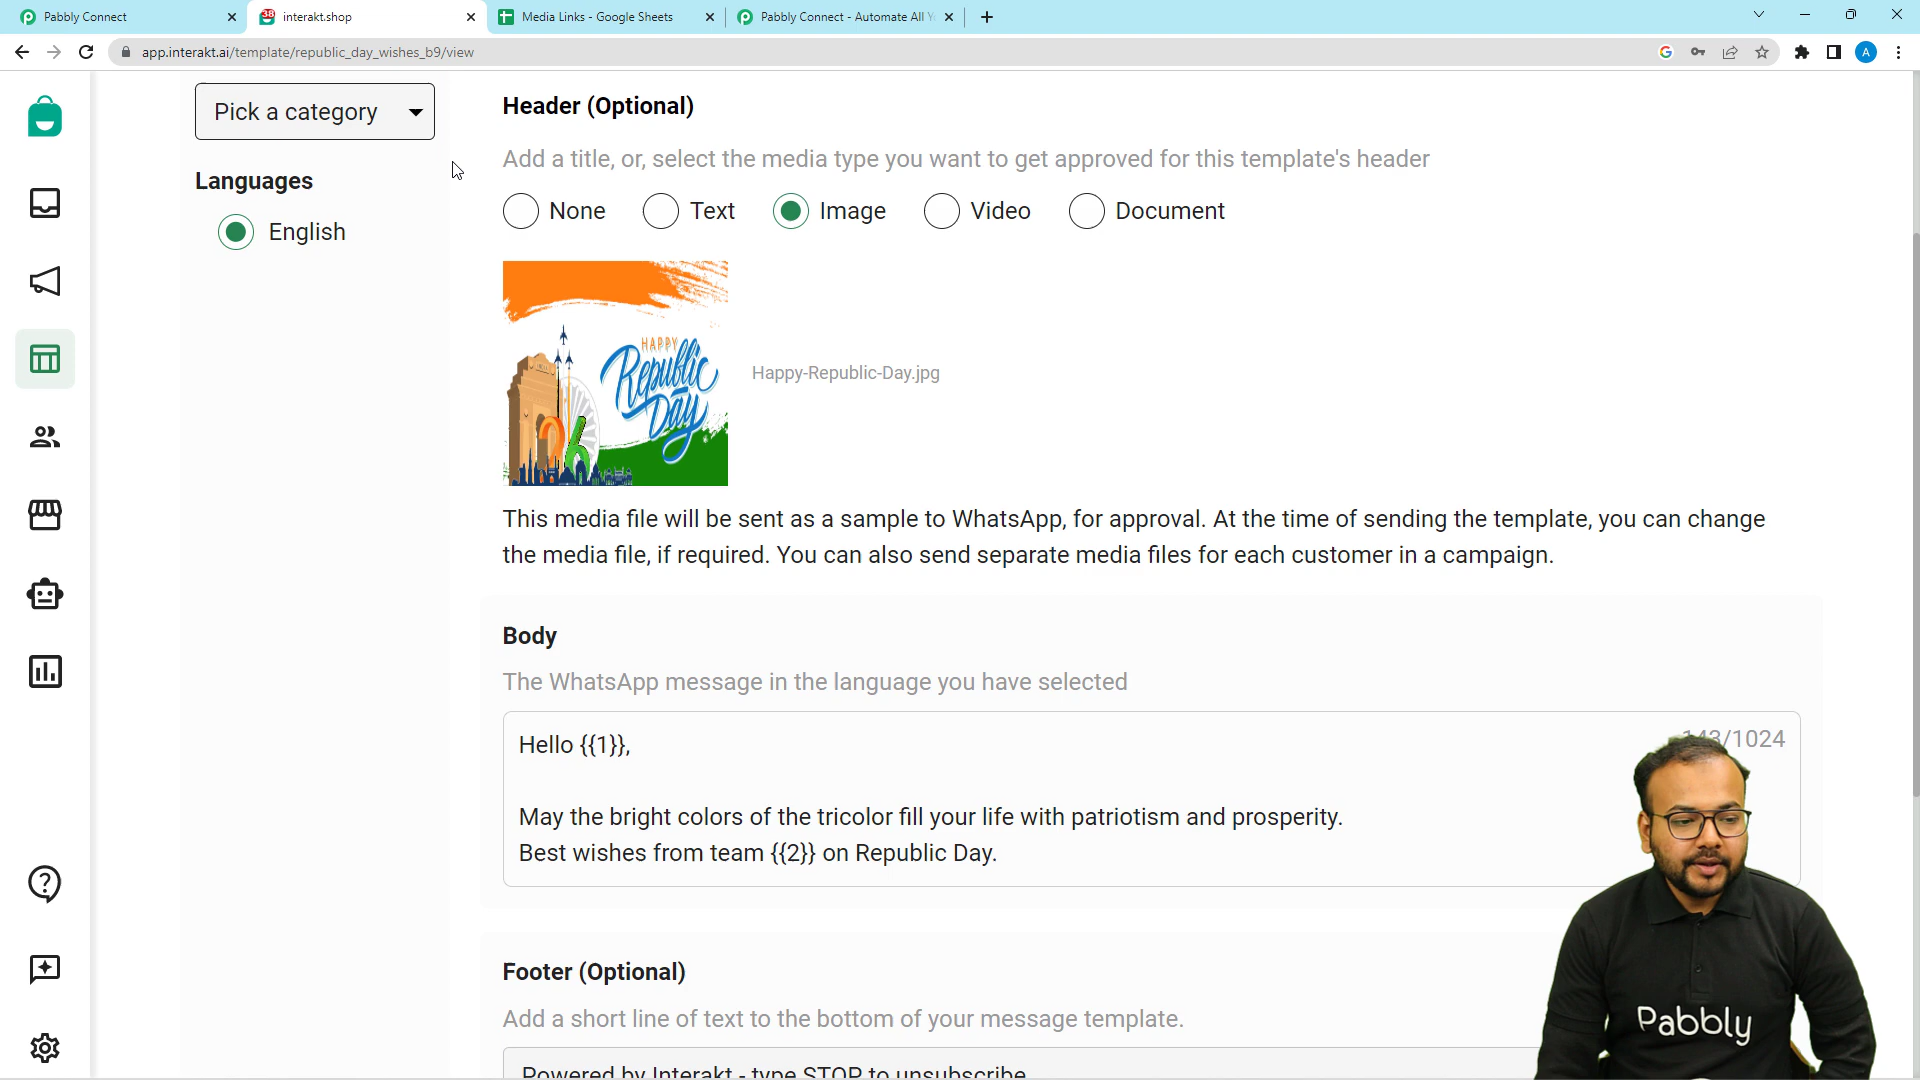 Pabbly Connect
interakt.shop
Media Links - Google Sheets
Pabbly Connect - Automate All
app.interakt.ai/template/republic_day_wishes_b9/view
A
Pick a category
Languages
English
Header (Optional)
Add a title, or, select the media type you want to get approved for this template's header
None
Text
Image
Video
Document
HAPPY
Republic
Day
26
Happy-Republic-Day.jpg
This media file will be sent as a sample to WhatsApp, for approval. At the time of sending the template, you can change
the media file, if required. You can also send separate media files for each customer in a campaign.
Body
The WhatsApp message in the language you have selected
143/1024
Hello {{1}},
May the bright colors of the tricolor fill your life with patriotism and prosperity.
Best wishes from team {{2}} on Republic Day.
Footer (Optional)
Add a short line of text to the bottom of your message template.
Powered by Interakt - type STOP to unsubscribe
Pabbly